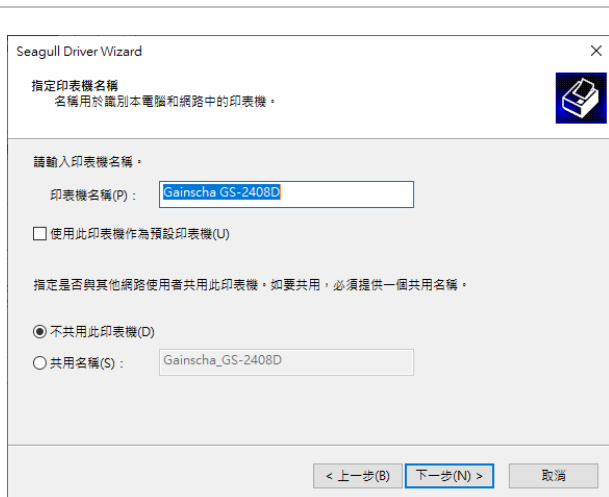 Seagull Driver Wizard
指定印表機名稱
名稱用於識別本電腦和網路中的印表機。
請輸入印表機名稱。
印表機名稱(P)： Gainscha GS-2408D
使用此印表機作為預設印表機(U)
指定是否與其他網路使用者共用此印表機。如要共用，必須提供一個共用名稱。
不共用此印表機(D)
共用名稱(S)： Gainscha_GS-2408D
< 上一步(B) 下一步(N) > 取消